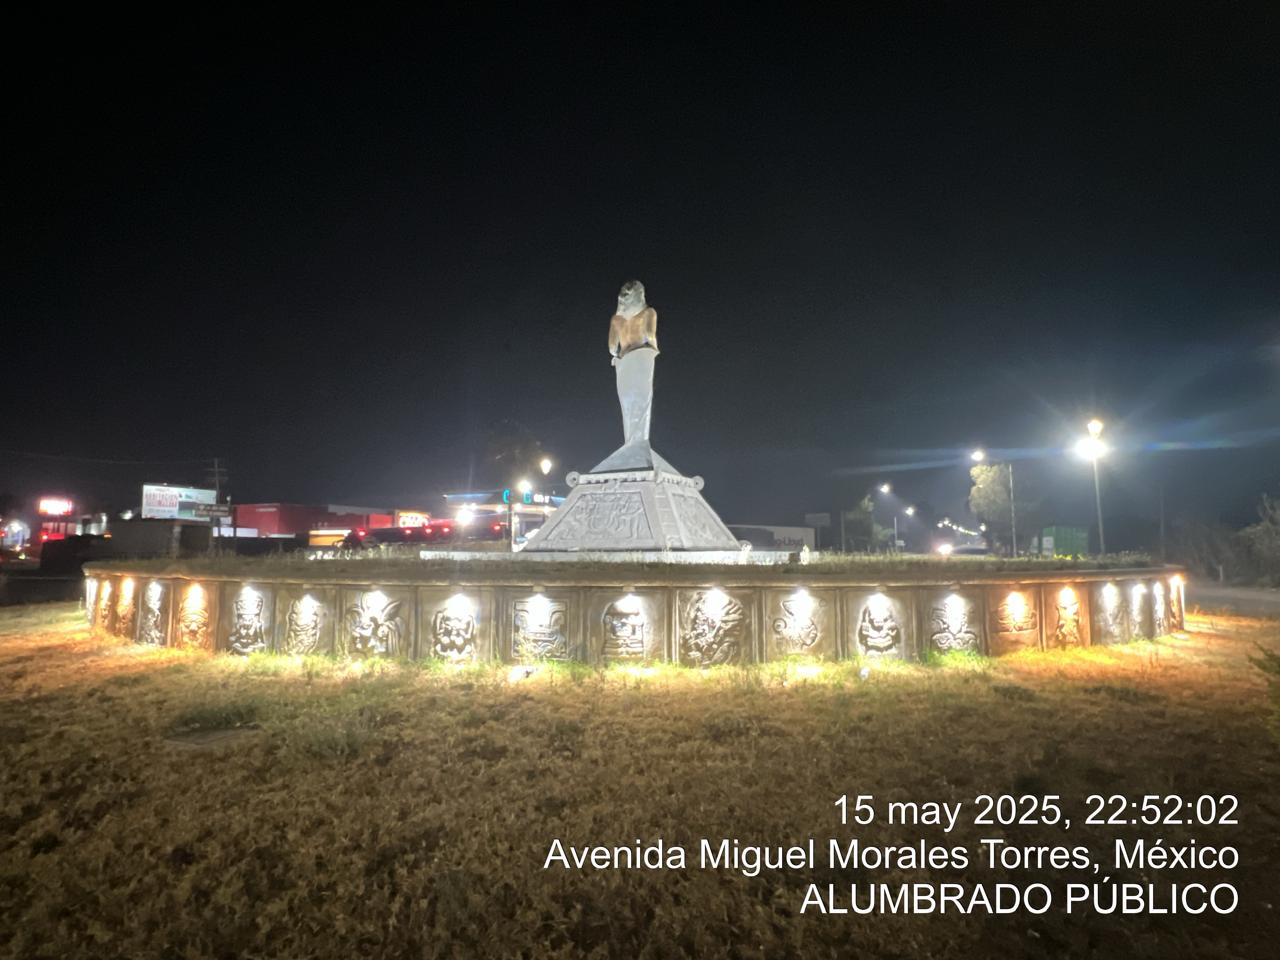 15 may 2025, 22:52:02
Avenida Miguel Morales Torres, México
ALUMBRADO PÚBLICO